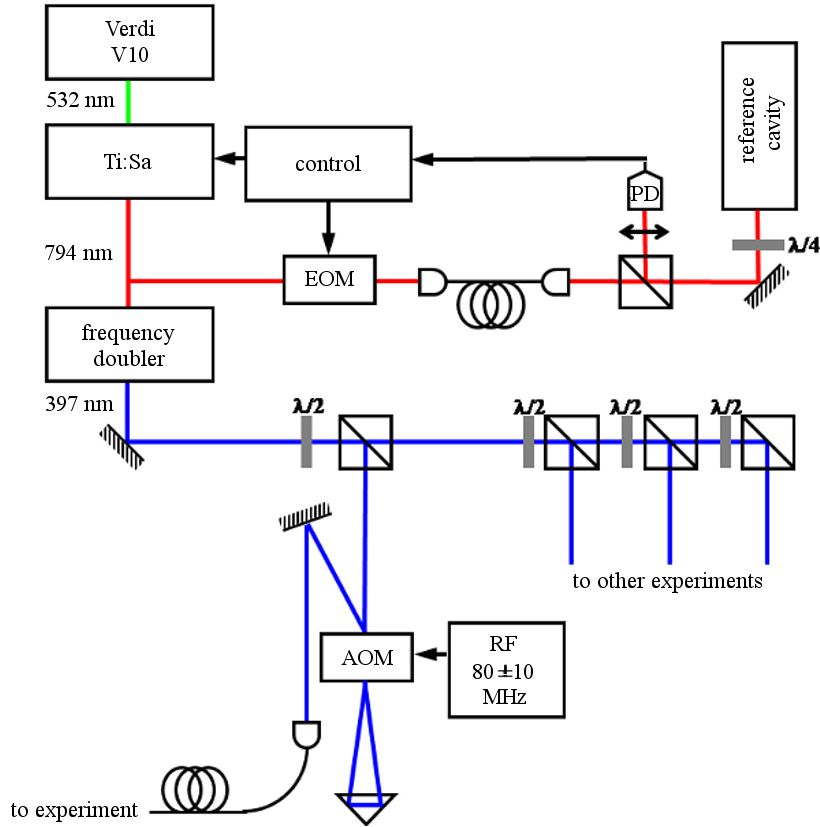 Verdi
V10
532 nm
Ti:Sa
control
PD
reference
cavity
λ/4
794 nm
EOM
frequency
doubler
397 nm
λ/2
λ/2
λ/2
λ/2
to other experiments
AOM
RF
80 ±10
MHz
to experiment